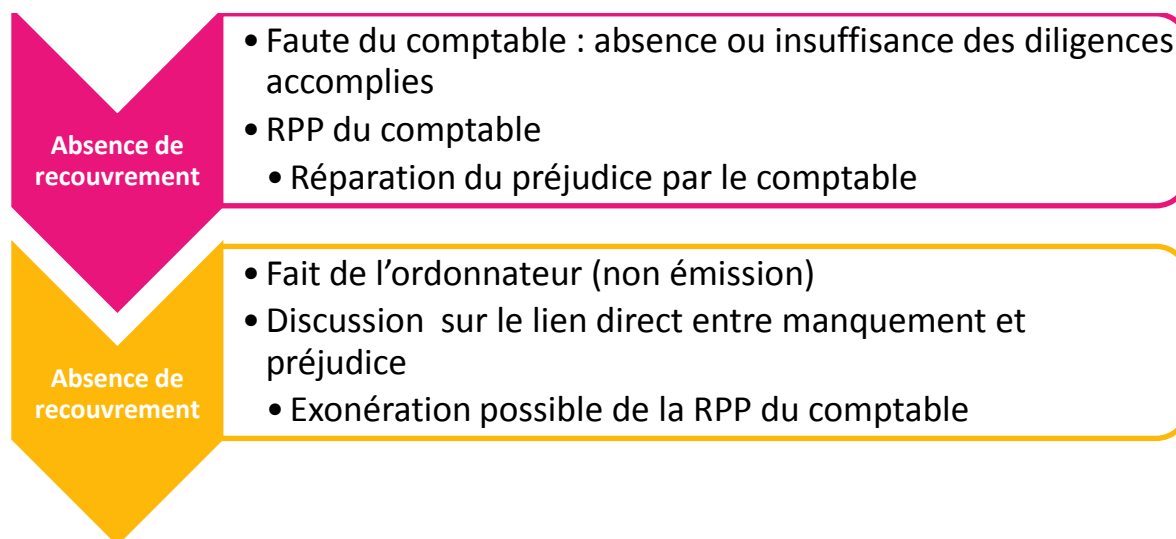 Absence de
recouvrement
• Faute du comptable : absence ou insuffisance des diligences
accomplies
• RPP du comptable
• Réparation du préjudice par le comptable
Absence de
recouvrement
• Fait de l’ordonnateur (non émission)
• Discussion sur le lien direct entre manquement et
préjudice
• Exonération possible de la RPP du comptable